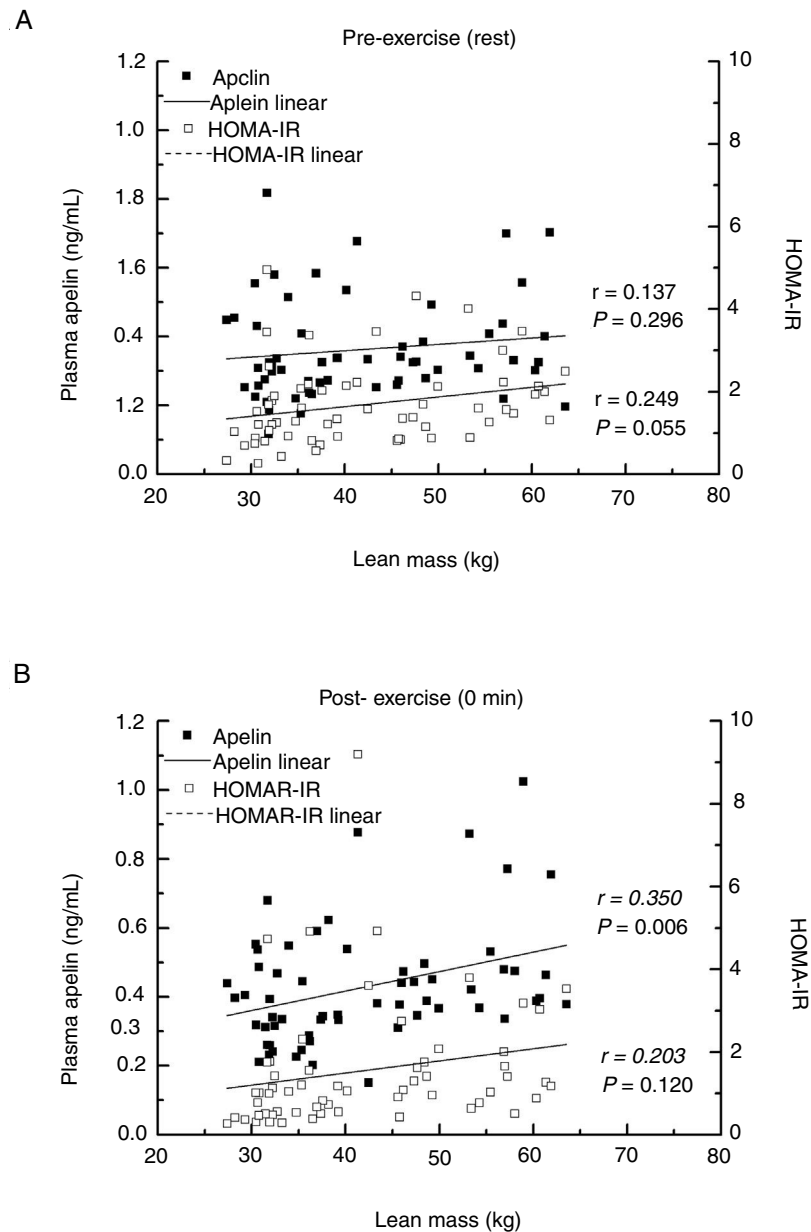 A
Pre-exercise (rest)
1.2
1.0
1.8
1.6
0.4
1.2
0.0
Plasma apelin (ng/mL)
Apclin
Aplein linear
HOMA-IR
HOMA-IR linear
10
8
6
4
2
0
HOMA-IR
r = 0.137
P = 0.296
r = 0.249
P = 0.055
20 30 40 50 60 70 80
Lean mass (kg)
B
Post- exercise (0 min)
1.2
1.0
0.8
0.6
0.4
0.3
0.2
0.0
Plasma apelin (ng/mL)
Apelin
Apelin linear
HOMAR-IR
HOMAR-IR linear
10
8
6
4
2
0
HOMA-IR
r = 0.350
P = 0.006
r = 0.203
P = 0.120
20 30 40 50 60 70 80
Lean mass (kg)